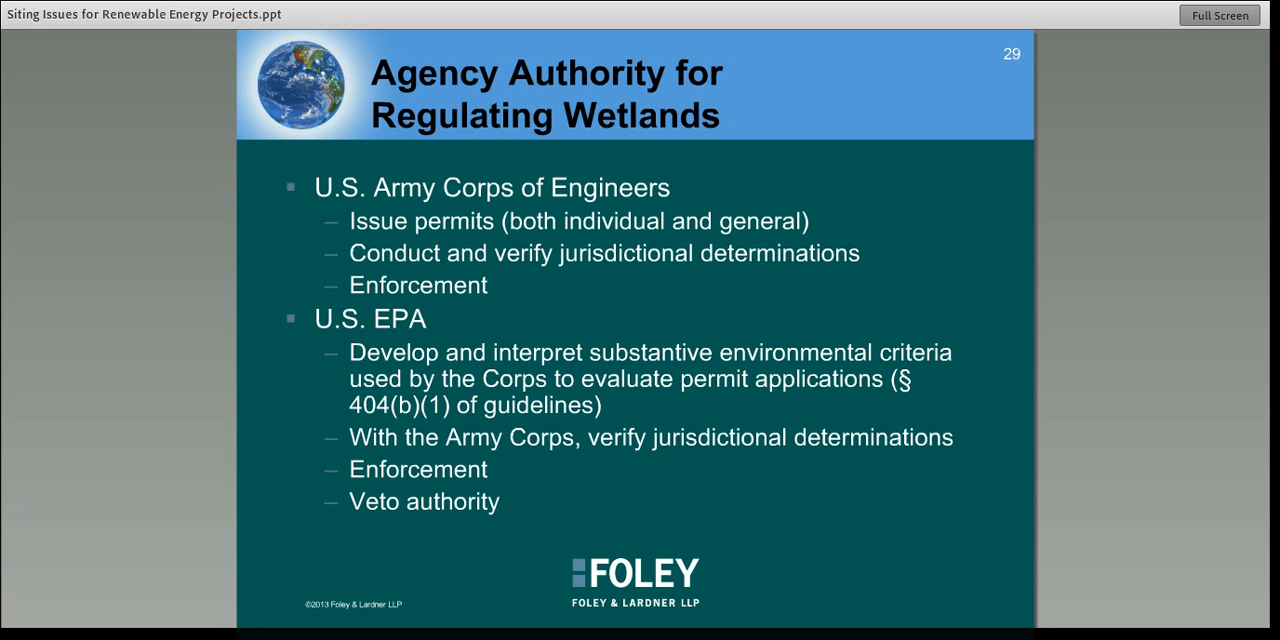 Siting Issues for Renewable Energy Projects.ppt
Full Screen
29
Agency Authority for
Regulating Wetlands
U.S. Army Corps of Engineers
– Issue permits (both individual and general)
– Conduct and verify jurisdictional determinations
– Enforcement
U.S. EPA
– Develop and interpret substantive environmental criteria
used by the Corps to evaluate permit applications (§
404(b)(1) of guidelines)
– With the Army Corps, verify jurisdictional determinations
– Enforcement
– Veto authority
FOLEY
FOLEY & LARDNER LLP
©2013 Foley & Lardner LLP